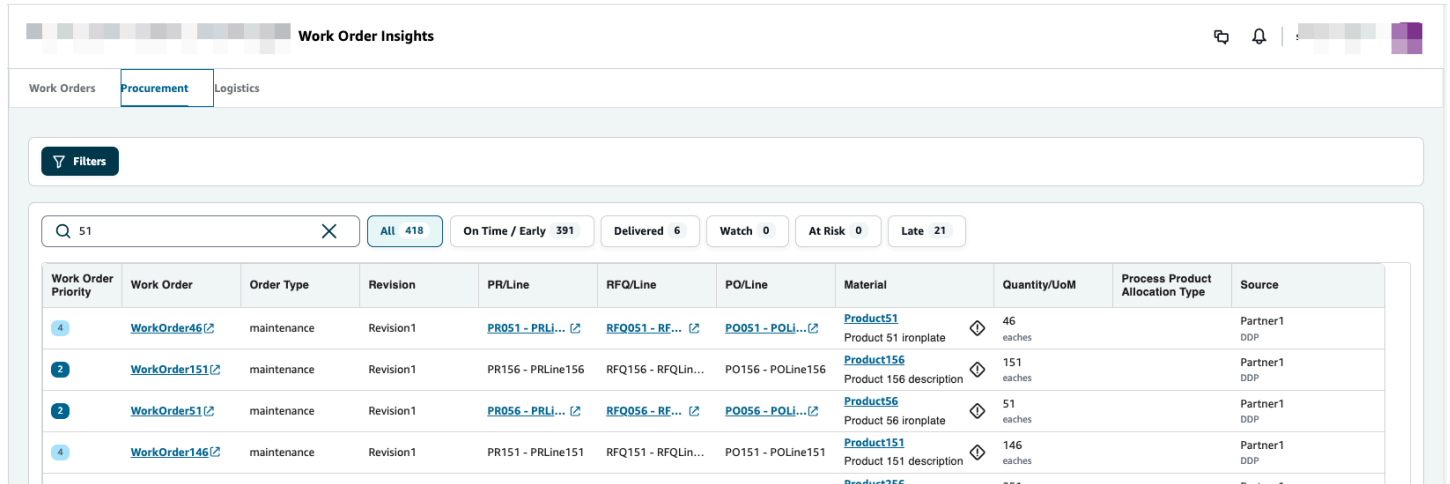 Work Order Insights
Work Orders Procurement Logistics
Filters
51 All 418 On Time / Early 391 Delivered 6 Watch 0 At Risk 0 Late 21
Work Order Priority Work Order Order Type Revision PR/Line RFQ/Line PO/Line Material Quantity/UoM Process Product Allocation Type Source
4 WorkOrder46 maintenance Revision1 PR051 - PRLi... RFQ051 - RF... PO051 - POLi... Product51 46 Partner1
Product 51 ironplate eaches DDP
2 WorkOrder151 maintenance Revision1 PR156 - PRLine156 RFQ156 - RFQLin... PO156 - POLine156 Product156 151 Partner1
Product 156 description eaches DDP
2 WorkOrder51 maintenance Revision1 PR056 - PRLi... RFQ056 - RF... PO056 - POLi... Product56 51 Partner1
Product 56 ironplate eaches DDP
4 WorkOrder146 maintenance Revision1 PR151 - PRLine151 RFQ151 - RFQLin... PO151 - POLine151 Product151 146 Partner1
Product 151 description eaches DDP